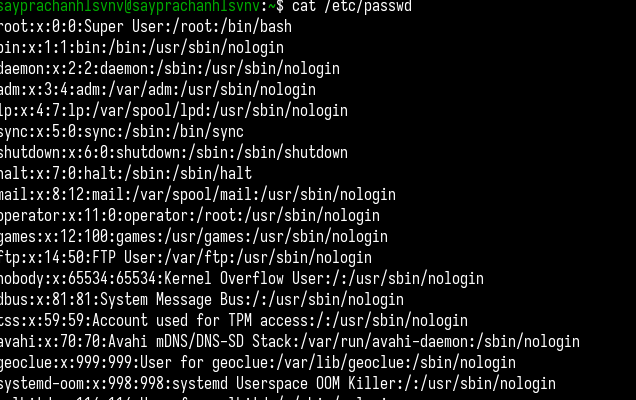 sayprachanhlsvnv@sayprachanhlsvnv:~$ cat /etc/passwd
root:x:0:0:Super User:/root:/bin/bash
bin:x:1:1:bin:/bin:/usr/sbin/nologin
daemon:x:2:2:daemon:/sbin:/usr/sbin/nologin
adm:x:3:4:adm:/var/adm:/usr/sbin/nologin
lp:x:4:7:lp:/var/spool/lpd:/usr/sbin/nologin
sync:x:5:0:sync:/sbin:/bin/sync
shutdown:x:6:0:shutdown:/sbin:/sbin/shutdown
halt:x:7:0:halt:/sbin:/sbin/halt
mail:x:8:12:mail:/var/spool/mail:/usr/sbin/nologin
operator:x:11:0:operator:/root:/usr/sbin/nologin
games:x:12:100:games:/usr/games:/usr/sbin/nologin
ftp:x:14:50:FTP User:/var/ftp:/usr/sbin/nologin
nobody:x:65534:65534:Kernel Overflow User:/:/usr/sbin/nologin
dbus:x:81:81:System Message Bus:/:/usr/sbin/nologin
tss:x:59:59:Account used for TPM access:/:/usr/sbin/nologin
avahi:x:70:70:Avahi mDNS/DNS-SD Stack:/var/run/avahi-daemon:/sbin/nologin
geoclue:x:999:999:User for geoclue:/var/lib/geoclue:/sbin/nologin
systemd-oom:x:998:998:systemd Userspace OOM Killer:/:/usr/sbin/nologin